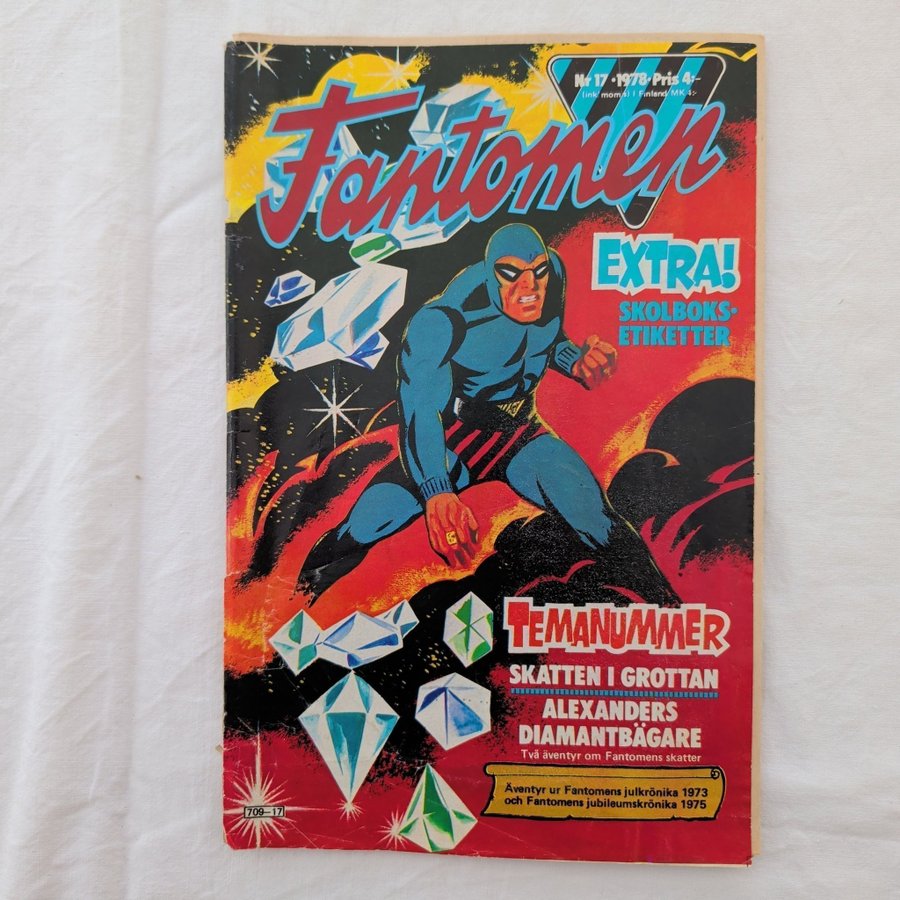 Nr 17 • 1978 • Pris 4:-
(ink moms) I Finland MK 4:-
Fantomen
EXTRA!
SKOLBOKS-
ETIKETTER
TEMANUMMER
SKATTEN I GROTTAN
ALEXANDERS
DIAMANTBÄGARE
Två äventyr om Fantomens skatter
Äventyr ur Fantomens julkrönika 1973
och Fantomens jubileumskrönika 1975
709-17